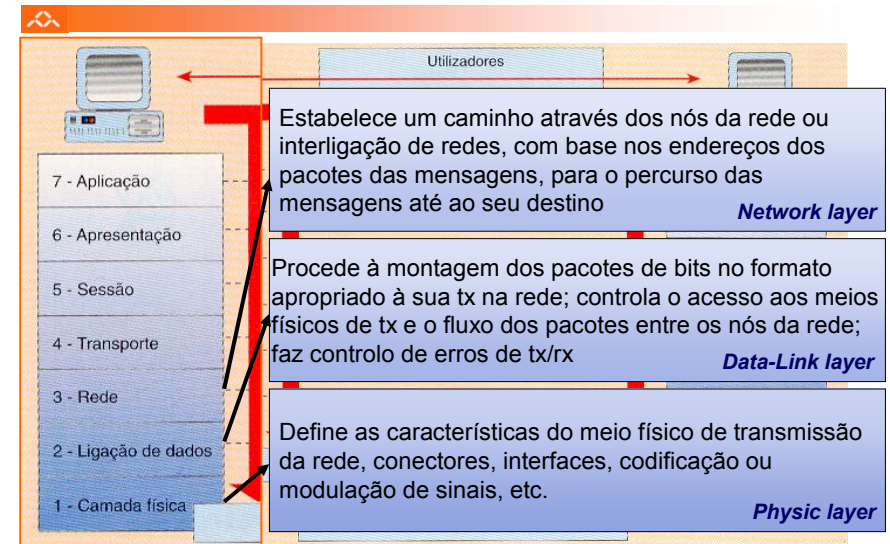 Utilizadores
7 - Aplicação
6 - Apresentação
5 - Sessão
4 - Transporte
3 - Rede
2 - Ligação de dados
1 - Camada física
Estabelece um caminho através dos nós da rede ou
interligação de redes, com base nos endereços dos
pacotes das mensagens, para o percurso das
mensagens até ao seu destino
Network layer
Procede à montagem dos pacotes de bits no formato
apropriado à sua tx na rede; controla o acesso aos meios
físicos de tx e o fluxo dos pacotes entre os nós da rede;
faz controlo de erros de tx/rx
Data-Link layer
Define as características do meio físico de transmissão
da rede, conectores, interfaces, codificação ou
modulação de sinais, etc.
Physic layer